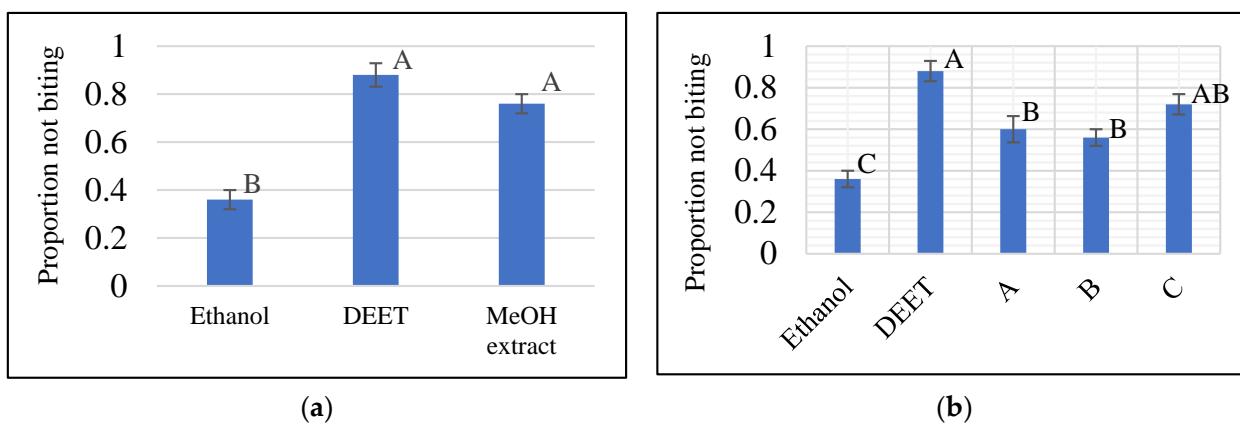 Proportion not biting
1
0.8
0.6
0.4
0.2
0
B
A
A
Ethanol
DEET
MeOH
extract
(a)
Proportion not biting
1
0.8
0.6
0.4
0.2
0
C
A
B
B
AB
Ethanol
DEET
A
B
C
(b)